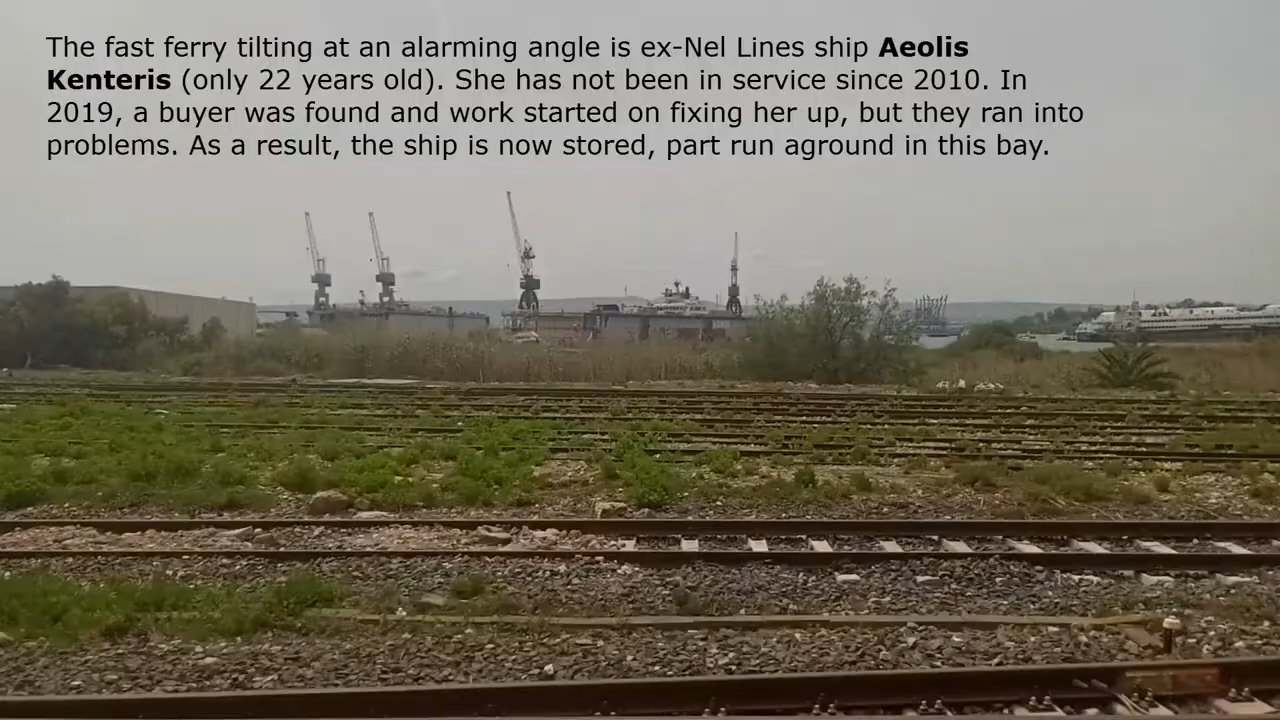 The fast ferry tilting at an alarming angle is ex-Nel Lines ship Aeolis
Kenteris (only 22 years old). She has not been in service since 2010. In
2019, a buyer was found and work started on fixing her up, but they ran into
problems. As a result, the ship is now stored, part run aground in this bay.